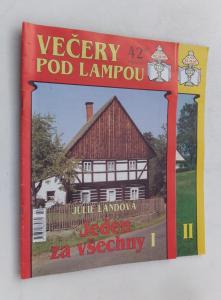 VEČERY 42
POD LAMPOU
JULIE LANDOVÁ
Jeden
za všechny I
II